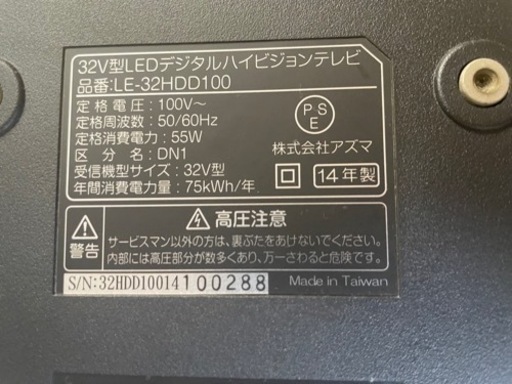 32V型LEDデジタルハイビジョンテレビ
品番:LE-32HDD100
定格電圧:100V～
定格周波数:50/60Hz
定格消費電力:55W
区分名:DN1
受信機型サイズ:32V型
年間消費電力量:75kWh/年
PS
E
株式会社アズマ
14年製
高圧注意
警告
サービスマン以外の方は、裏ぶたをあけないでください。
内部には高圧部分が数多くあり、万一さわると危険です。
S/N:32HDD10014100288
Made in Taiwan